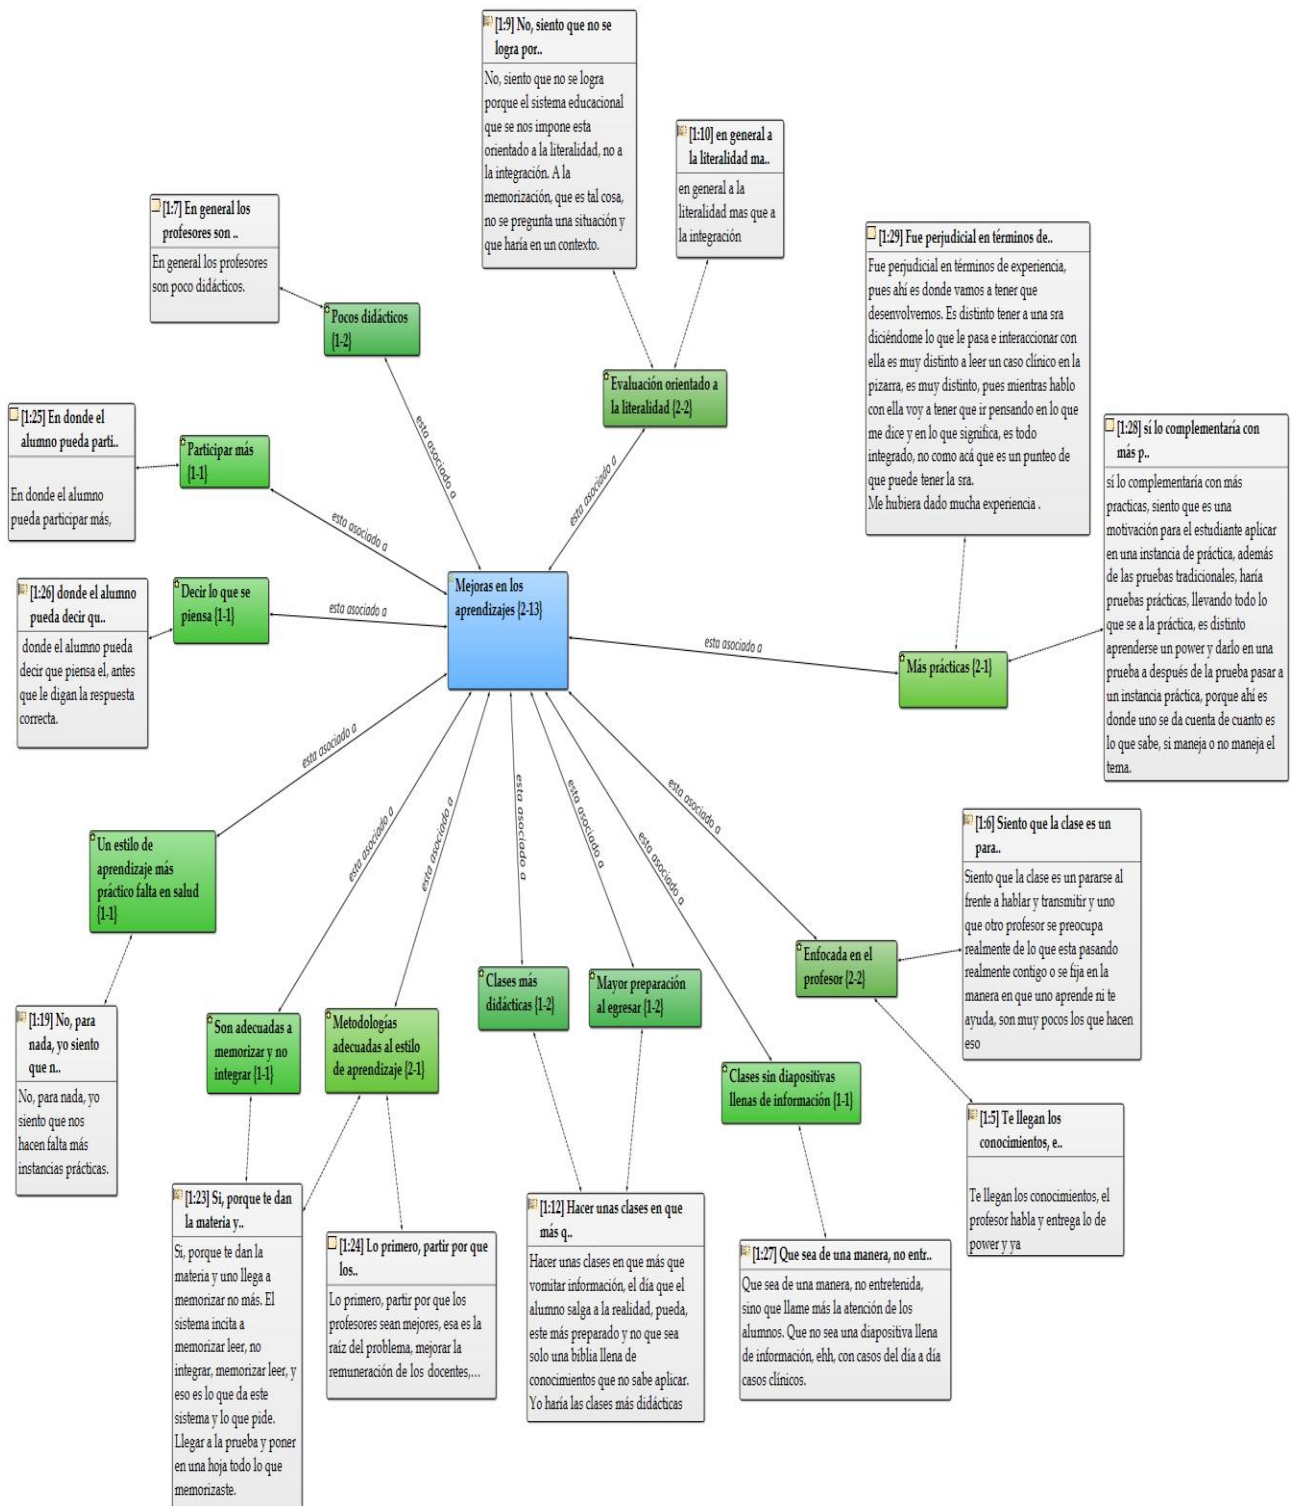 [1:9] No, siento que no se
logra por..
No, siento que no se logra
porque el sistema educacional
que se nos impone esta
orientado a la literalidad, no a
la integración. A la
memorización, que es tal cosa,
no se pregunta una situación y
que haría en un contexto.
[1:10] en general a
la literalidad ma..
en general a la
literalidad mas que a
la integración
[1:7] En general los
profesores son ..
En general los profesores
son poco didácticos.
[1:29] Fue perjudicial en términos de..
Fue perjudicial en términos de experiencia,
pues ahí es donde vamos a tener que
desenvolvernos. Es distinto tener a una sra
diciéndome lo que le pasa e interaccionar con
ella es muy distinto a leer un caso clínico en la
pizarra, es muy distinto, pues mientras hablo
con ella voy a tener que ir pensando en lo que
me dice y en lo que significa, es todo
integrado, no como acá que es un punteo de
que puede tener la sra.
Me hubiera dado mucha experiencia .
Pocos didácticos
{1-2}
Evaluación orientado a
la literalidad {2-2}
[1:25] En donde el
alumno pueda parti..
En donde el alumno
pueda participar más,
Participar más
{1-1}
[1:28] sí lo complementaría con
más p..
sí lo complementaría con más
practicas, siento que es una
motivación para el estudiante aplicar
en una instancia de práctica, además
de las pruebas tradicionales, haría
pruebas prácticas, llevando todo lo
que se a la práctica, es distinto
aprenderse un power y darlo en una
prueba a después de la prueba pasar a
un instancia práctica, porque ahí es
donde uno se da cuenta de cuanto es
lo que sabe, si maneja o no maneja el
tema.
esta asociado a
esta asociado a
esta asociado a
[1:26] donde el alumno
pueda decir qu..
donde el alumno pueda
decir que piensa el, antes
que le digan la respuesta
correcta.
Decir lo que se
piensa {1-1}
esta asociado a
Mejoras en los
aprendizajes {2-13}
esta asociado a
Más prácticas {2-1}
esta asociado a
esta asociado a
esta asociado a
esta asociado a
esta asociado a
esta asociado a
esta asociado a
Un estilo de
aprendizaje más
práctico falta en salud
{1-1}
[1:6] Siento que la clase es un
para..
Siento que la clase es un pararse al
frente a hablar y transmitir y uno
que otro profesor se preocupa
realmente de lo que esta pasando
realmente contigo o se fija en la
manera en que uno aprende ni te
ayuda, son muy pocos los que hacen
eso
Enfocada en el
profesor {2-2}
Clases más
didácticas {1-2}
Mayor preparación
al egresar {1-2}
[1:19] No, para
nada, yo siento
que n..
No, para nada, yo
siento que nos
hacen falta más
instancias prácticas.
Son adecuadas a
memorizar y no
integrar {1-1}
Metodologías
adecuadas al estilo
de aprendizaje {2-1}
Clases sin diapositivas
llenas de información {1-1}
[1:5] Te llegan los
conocimientos, e..
Te llegan los conocimientos, el
profesor habla y entrega lo de
power y ya
[1:23] Si, porque te dan
la materia y..
Si, porque te dan la
materia y uno llega a
memorizar no más. El
sistema incita a
memorizar leer, no
integrar, memorizar leer, y
eso es lo que da este
sistema y lo que pide.
Llegar a la prueba y poner
en una hoja todo lo que
memorizaste.
[1:24] Lo primero, partir por que
los..
Lo primero, partir por que los
profesores sean mejores, esa es la
raíz del problema, mejorar la
remuneración de los docentes,...
[1:12] Hacer unas clases en que
más q..
Hacer unas clases en que más que
vomitar información, el día que el
alumno salga a la realidad, pueda,
este más preparado y no que sea
solo una biblia llena de
conocimientos que no sabe aplicar.
Yo haría las clases más didácticas
[1:27] Que sea de una manera, no entr..
Que sea de una manera, no entretenida,
sino que llame más la atención de los
alumnos. Que no sea una diapositiva llena
de información, ehh, con casos del día a día
casos clínicos.